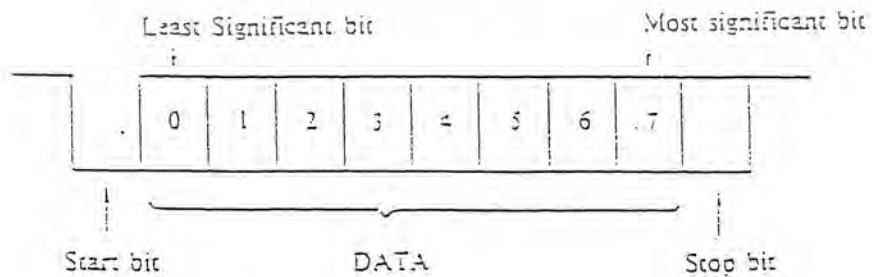 Least Significant bit Most significant bit
0 1 2 3 4 5 6 7
Start bit DATA Stop bit